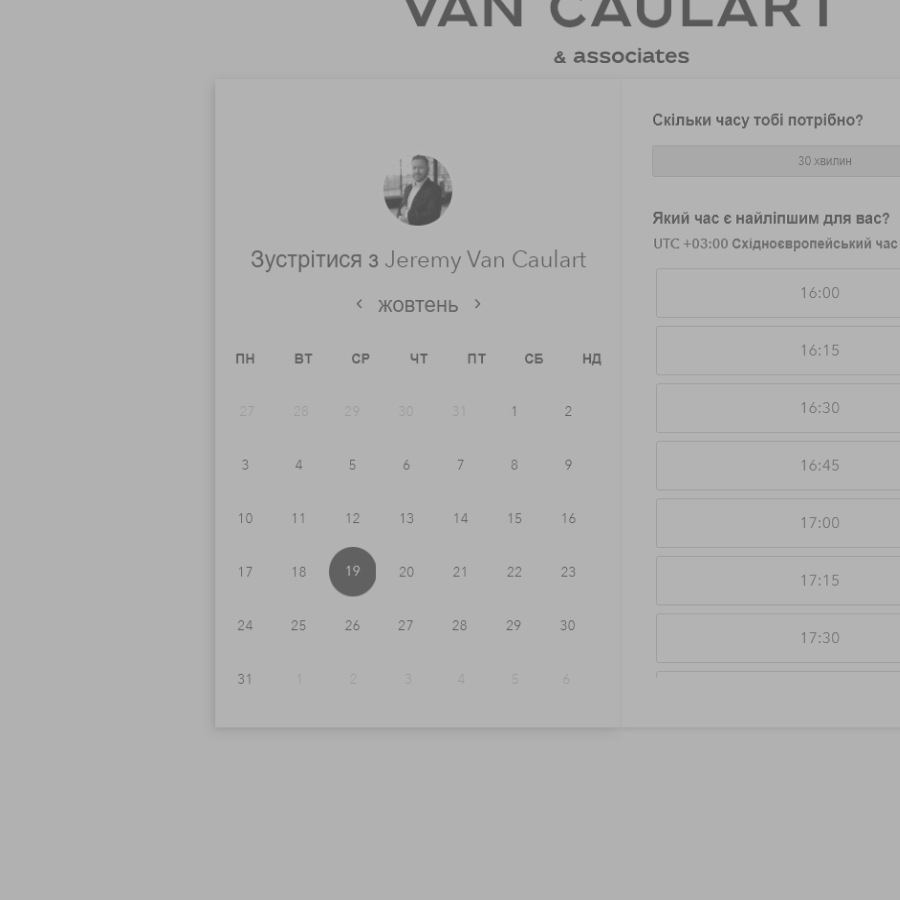 VAN CAULART
& associates
Зустрітися з Jeremy Van Caulart
жовтень
ПН ВТ СР ЧТ ПТ СБ НД
27 28 29 30 31 1 2
3 4 5 6 7 8 9
10 11 12 13 14 15 16
17 18 19 20 21 22 23
24 25 26 27 28 29 30
31 1 2 3 4 5 6
Скільки часу тобі потрібно?
30 хвилин
Який час є найліпшим для вас?
UTC +03:00 Східноєвропейський час
16:00
16:15
16:30
16:45
17:00
17:15
17:30